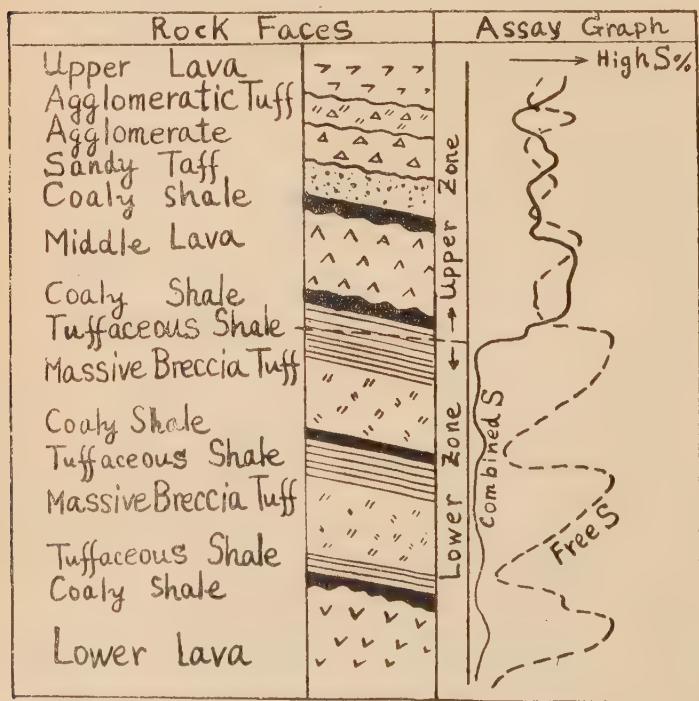 Rock Faces
Assay Graph
High S%
Upper Lava
Agglomeratic Tuff
Agglomerate
Sandy Taff
Coaly shale
Middle Lava
Coaly Shale
Tuffaceous Shale
Massive Breccia Tuff
Coaly Shale
Tuffaceous Shale
Massive Breccia Tuff
Tuffaceous Shale
Coaly Shale
Lower Lava
Upper Zone
Lower Zone
Combined S
Free S